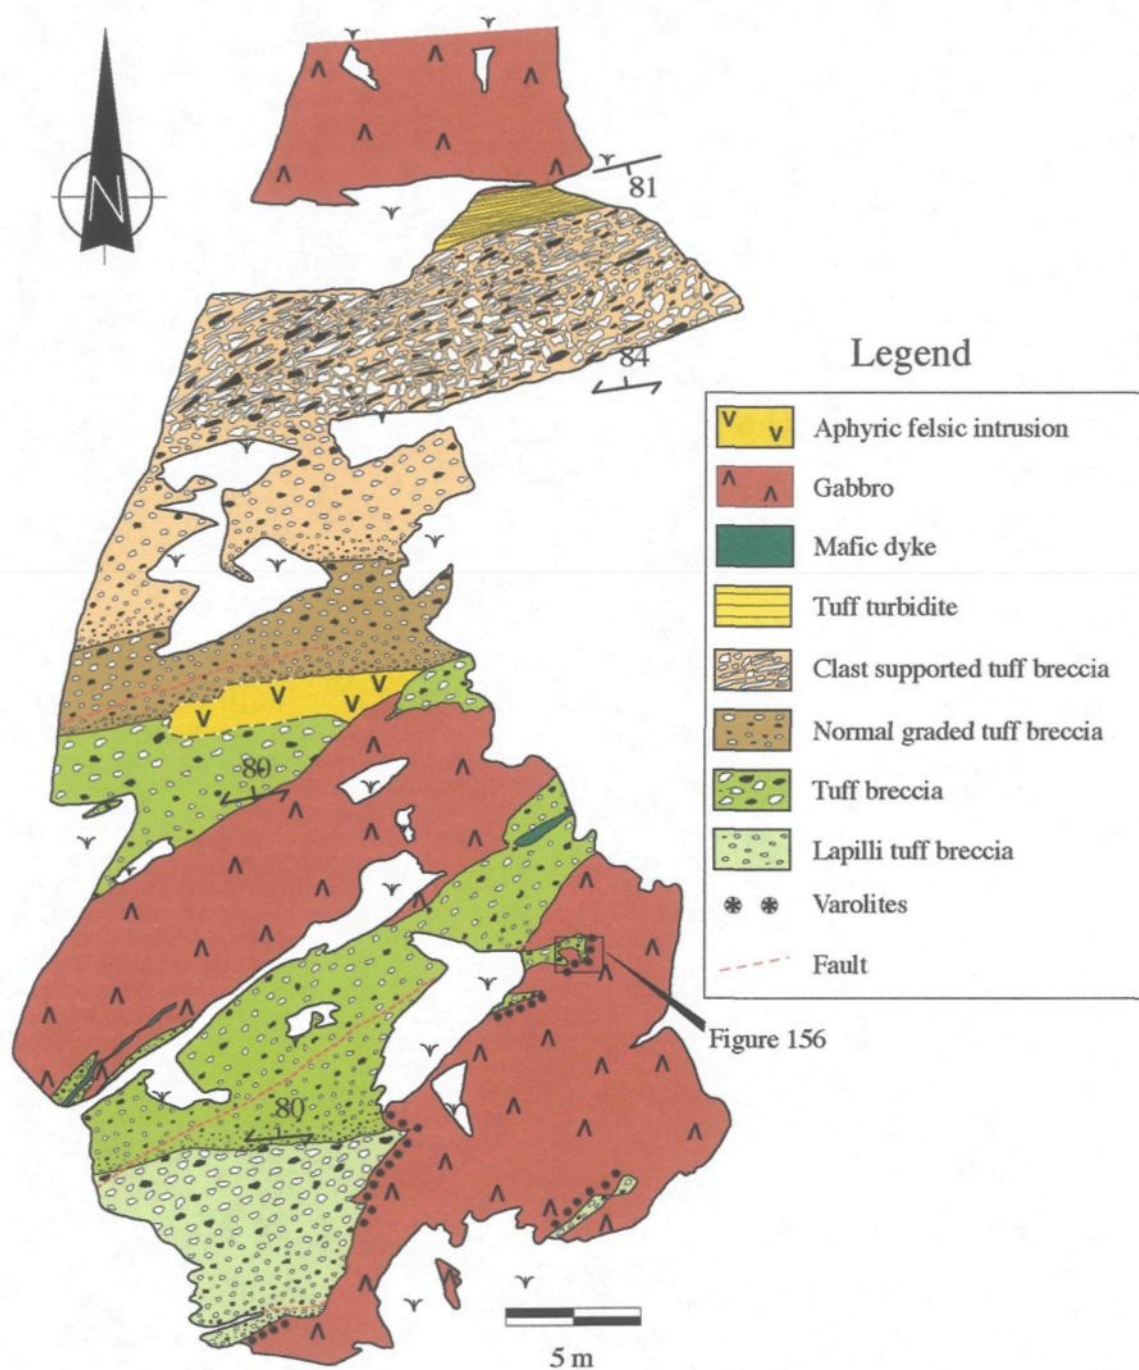 N
81
84
Legend
Aphyric felsic intrusion
Gabbro
Mafic dyke
Tuff turbidite
Clast supported tuff breccia
Normal graded tuff breccia
Tuff breccia
Lapilli tuff breccia
Varolites
Fault
80
Figure 156
80
5 m